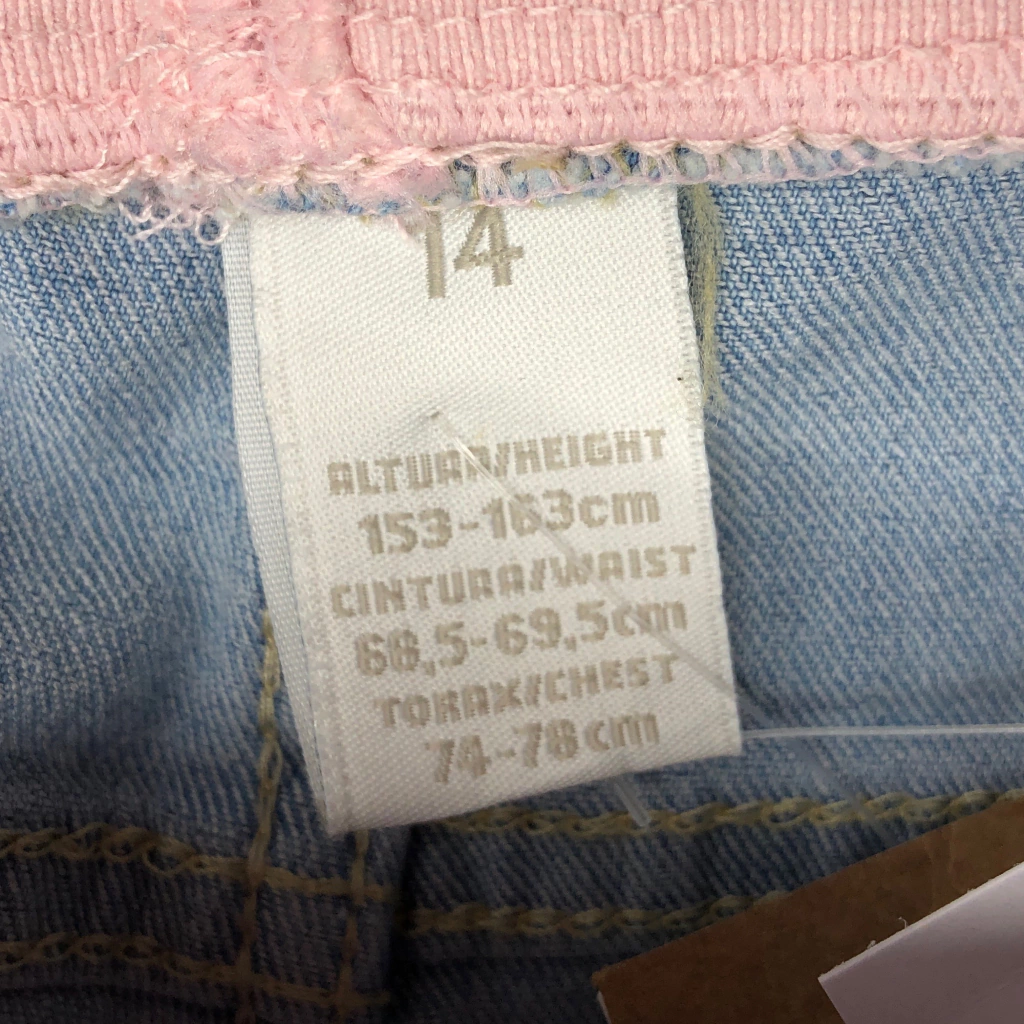 14
ALTURA/HEIGHT
153-163cm
CINTURA/WAIST
68,5-69,5cm
TORAX/CHEST
74-78cm